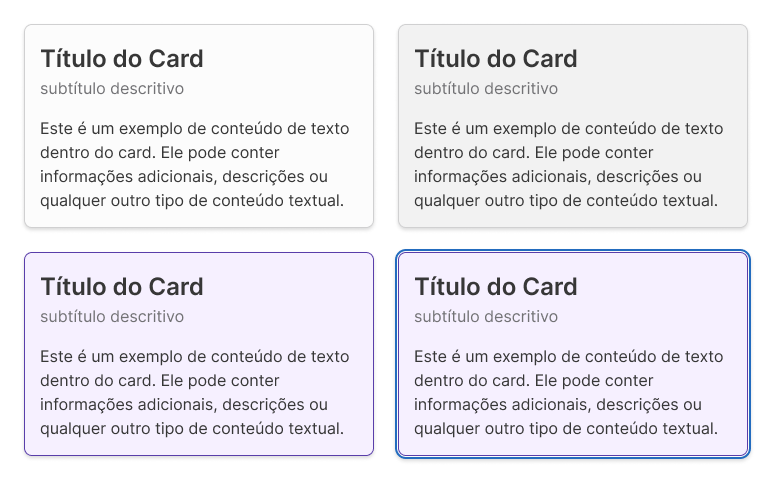 Título do Card
subtítulo descritivo
Este é um exemplo de conteúdo de texto
dentro do card. Ele pode conter
informações adicionais, descrições ou
qualquer outro tipo de conteúdo textual.
Título do Card
subtítulo descritivo
Este é um exemplo de conteúdo de texto
dentro do card. Ele pode conter
informações adicionais, descrições ou
qualquer outro tipo de conteúdo textual.
Título do Card
subtítulo descritivo
Este é um exemplo de conteúdo de texto
dentro do card. Ele pode conter
informações adicionais, descrições ou
qualquer outro tipo de conteúdo textual.
Título do Card
subtítulo descritivo
Este é um exemplo de conteúdo de texto
dentro do card. Ele pode conter
informações adicionais, descrições ou
qualquer outro tipo de conteúdo textual.